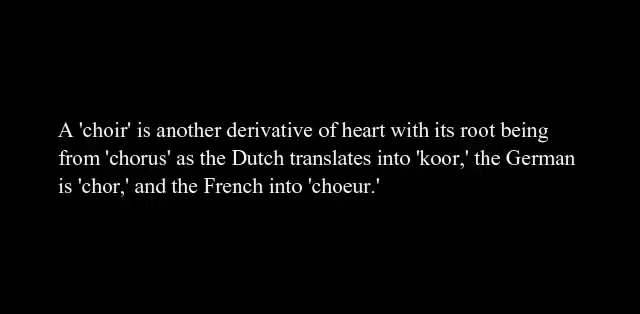 A 'choir' is another derivative of heart with its root being
from 'chorus' as the Dutch translates into 'koor,' the German
is 'chor,' and the French into 'choeur.'